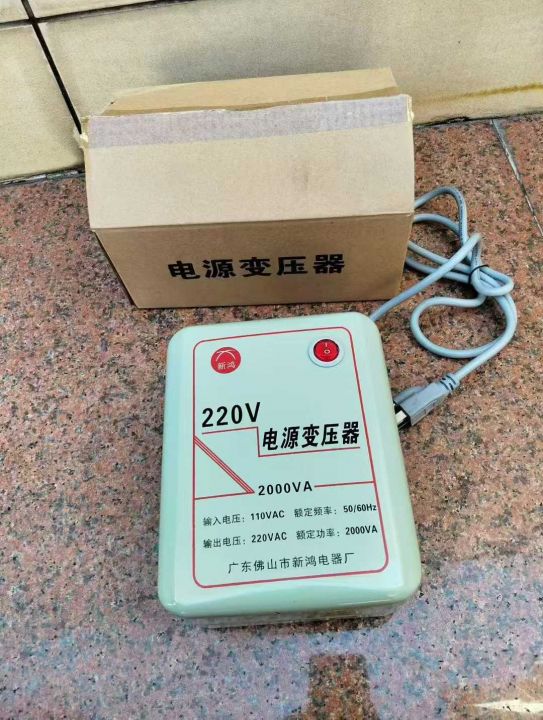 电源变压器
新鸿
I
O
220V
电源变压器
2000VA
输入电压：110VAC 额定频率：50/60Hz
输出电压：220VAC 额定功率：2000VA
广东佛山市新鸿电器厂